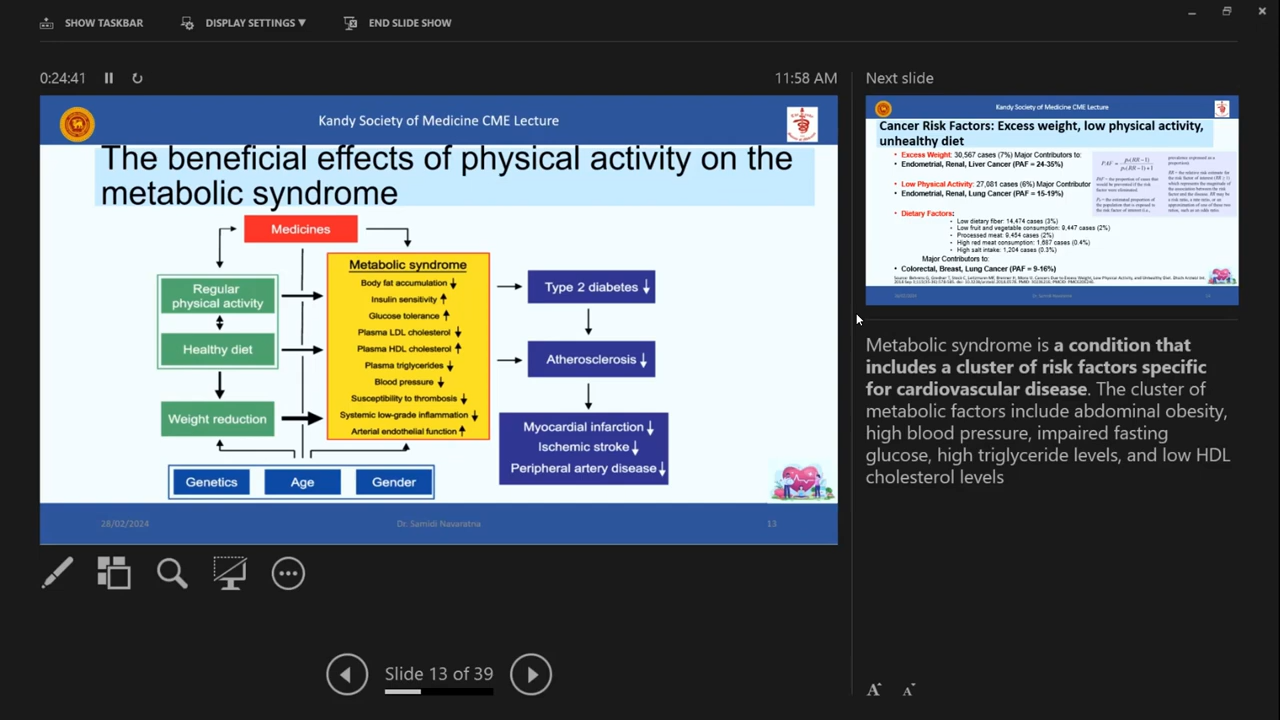 SHOW TASKBAR
DISPLAY SETTINGS ▼
END SLIDE SHOW
0:24:41
11:58 AM
Kandy Society of Medicine CME Lecture
The beneficial effects of physical activity on the
metabolic syndrome
Medicines
Regular
physical activity
Healthy diet
Weight reduction
Metabolic syndrome
Body fat accumulation ↓
Insulin sensitivity ↑
Glucose tolerance ↑
Plasma LDL cholesterol ↓
Plasma HDL cholesterol ↑
Plasma triglycerides ↓
Blood pressure ↓
Susceptibility to thrombosis ↓
Systemic low-grade inflammation ↓
Arterial endothelial function ↑
Type 2 diabetes ↓
Atherosclerosis ↓
Myocardial infarction ↓
Ischemic stroke ↓
Peripheral artery disease ↓
Genetics
Age
Gender
28/02/2024
Dr. Samidi Navaratna
13
Slide 13 of 39
Next slide
Kandy Society of Medicine CME Lecture
Cancer Risk Factors: Excess weight, low physical activity,
unhealthy diet
• Excess Weight: 30,567 cases (7%) Major Contributors to:
• Endometrial, Renal, Liver Cancer (PAF = 24-35%)
• Low Physical Activity: 27,081 cases (6%) Major Contributor
• Endometrial, Renal, Lung Cancer (PAF = 15-19%)
• Dietary Factors:
• Low dietary fiber: 14,474 cases (3%)
• Low fruit and vegetable consumption: 9,447 cases (2%)
• Processed meat: 9,454 cases (2%)
• High red meat consumption: 1,687 cases (0.4%)
• High salt intake: 1,204 cases (0.3%)
Major Contributors to:
• Colorectal, Breast, Lung Cancer (PAF = 9-16%)
Metabolic syndrome is a condition that
includes a cluster of risk factors specific
for cardiovascular disease. The cluster of
metabolic factors include abdominal obesity,
high blood pressure, impaired fasting
glucose, high triglyceride levels, and low HDL
cholesterol levels
A
A